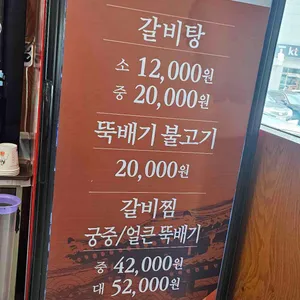 갈비탕
소 12,000원
중 20,000원
뚝배기 불고기
20,000원
갈비찜
궁중/얼큰 뚝배기
중 42,000원
대 52,000원
kt